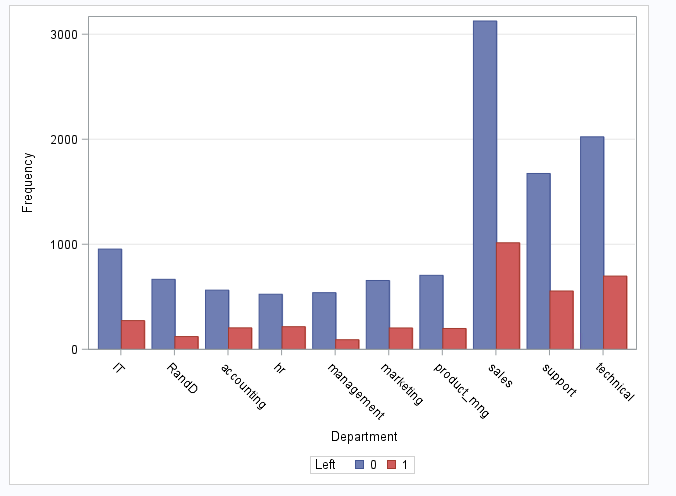 3000
2000
1000
0
Frequency
IT
RandD
accounting
hr
management
marketing
product_mng
sales
support
technical
Department
Left 0 1